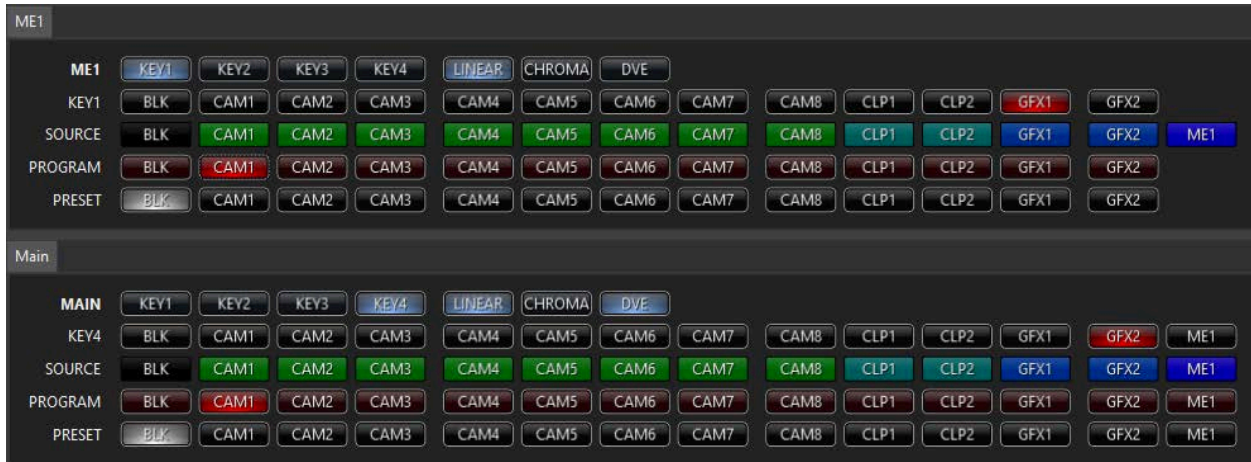 ME1
ME1 KEY1 KEY2 KEY3 KEY4 LINEAR CHROMA DVE
KEY1 BLK CAM1 CAM2 CAM3 CAM4 CAM5 CAM6 CAM7 CAM8 CLP1 CLP2 GFX1 GFX2
SOURCE BLK CAM1 CAM2 CAM3 CAM4 CAM5 CAM6 CAM7 CAM8 CLP1 CLP2 GFX1 GFX2 ME1
PROGRAM BLK CAM1 CAM2 CAM3 CAM4 CAM5 CAM6 CAM7 CAM8 CLP1 CLP2 GFX1 GFX2
PRESET BLK CAM1 CAM2 CAM3 CAM4 CAM5 CAM6 CAM7 CAM8 CLP1 CLP2 GFX1 GFX2
Main
MAIN KEY1 KEY2 KEY3 KEY4 LINEAR CHROMA DVE
KEY4 BLK CAM1 CAM2 CAM3 CAM4 CAM5 CAM6 CAM7 CAM8 CLP1 CLP2 GFX1 GFX2 ME1
SOURCE BLK CAM1 CAM2 CAM3 CAM4 CAM5 CAM6 CAM7 CAM8 CLP1 CLP2 GFX1 GFX2 ME1
PROGRAM BLK CAM1 CAM2 CAM3 CAM4 CAM5 CAM6 CAM7 CAM8 CLP1 CLP2 GFX1 GFX2 ME1
PRESET BLK CAM1 CAM2 CAM3 CAM4 CAM5 CAM6 CAM7 CAM8 CLP1 CLP2 GFX1 GFX2 ME1